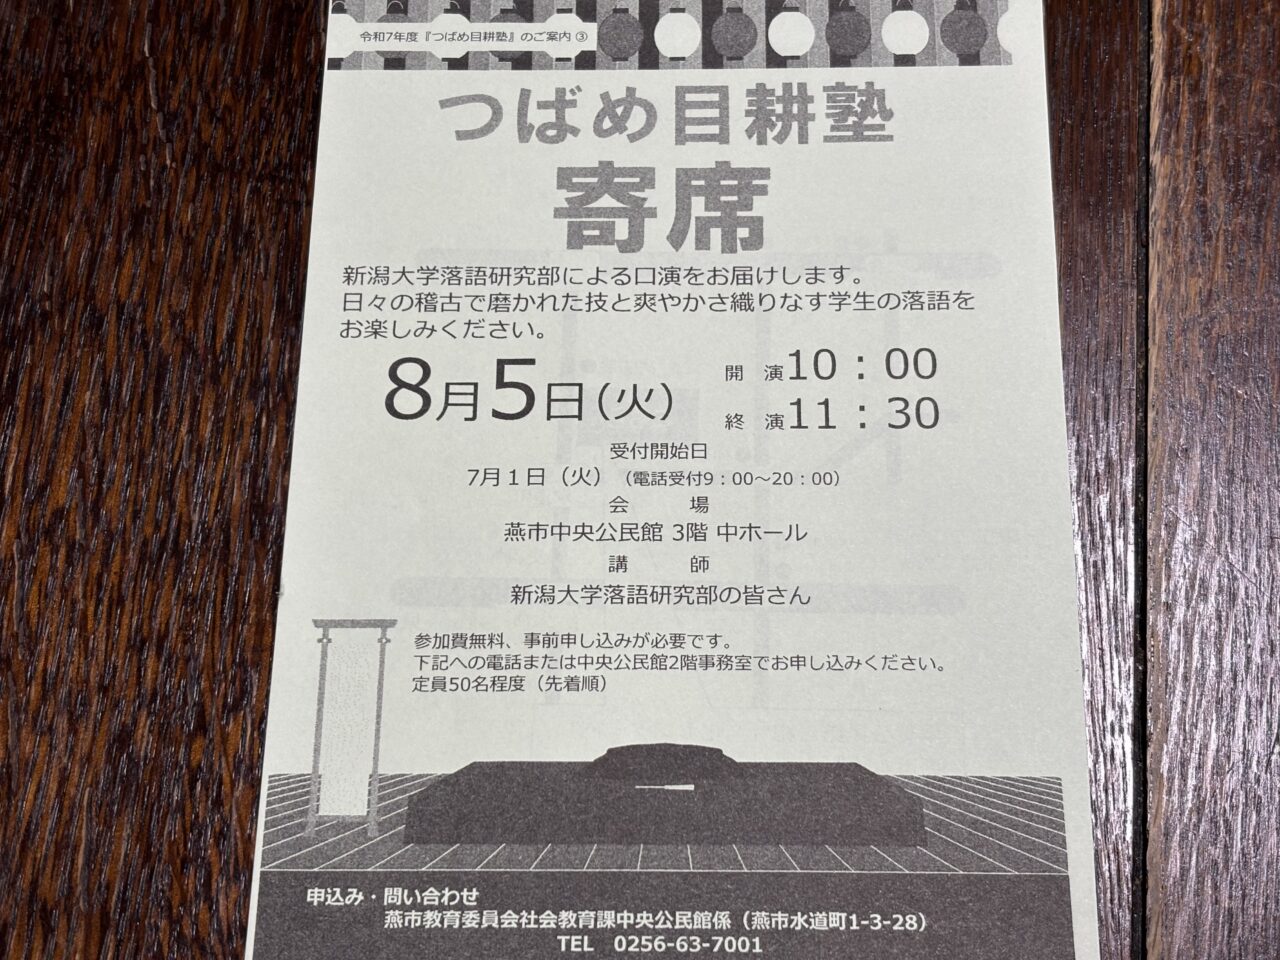 令和7年度『つばめ目耕塾』のご案内 ③
つばめ目耕塾
寄席
新潟大学落語研究部による口演をお届けします。
日々の稽古で磨かれた技と爽やかさ織りなす学生の落語を
お楽しみください。
8月5日（火） 開 演10：00
終 演11：30
受付開始日
7月１日（火）（電話受付9：00～20：00）
会 場
燕市中央公民館 3階 中ホール
講 師
新潟大学落語研究部の皆さん
参加費無料、事前申し込みが必要です。
下記への電話または中央公民館2階事務室でお申し込みください。
定員50名程度（先着順）
申込み・問い合わせ
燕市教育委員会社会教育課中央公民館係（燕市水道町1-3-28）
TEL 0256-63-7001